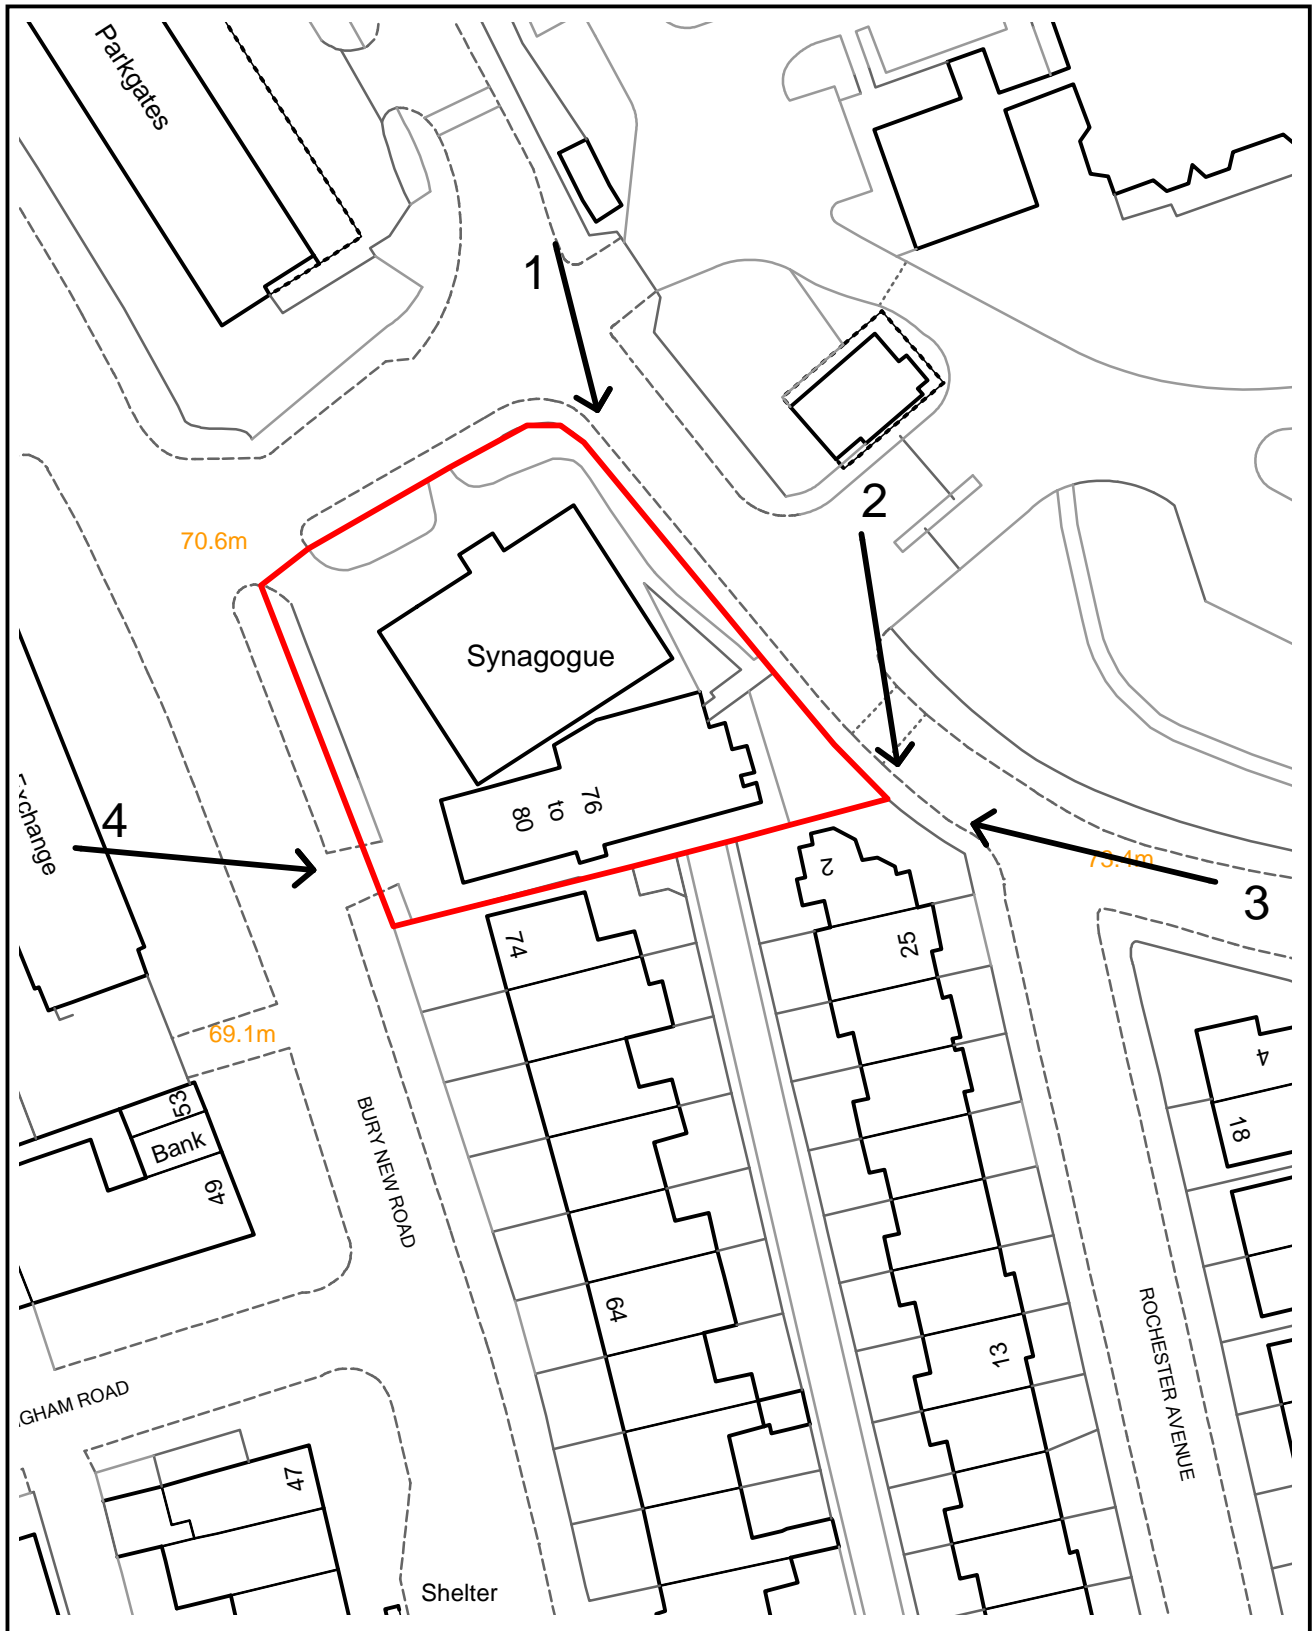 Parkgates
1
2
70.6m
Synagogue
Exchange
4
76
to
80
73.4m
3
2
74
25
69.1m
4
53
Bank
18
49
BURY NEW ROAD
64
13
ROCHESTER AVENUE
GHAM ROAD
47
Shelter